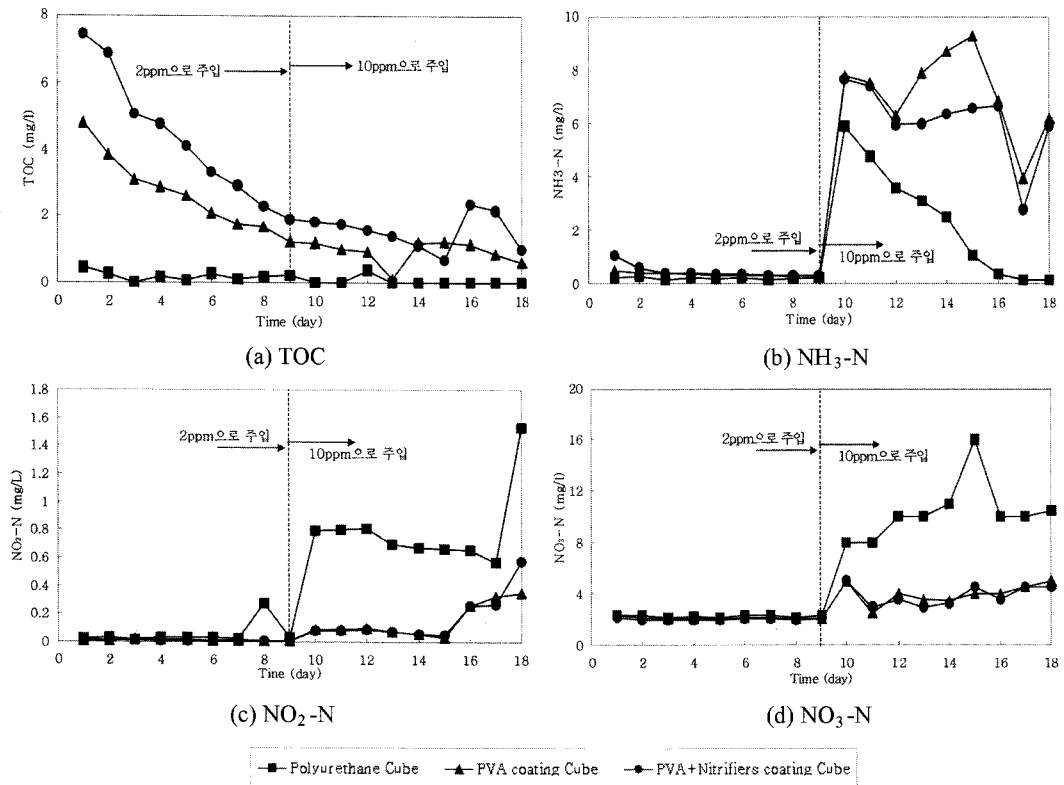 8
6
4
2
0
TOC (mg/l)
2ppm으로 주입
10ppm으로 주입
0 2 4 6 8 10 12 14 16 18
Time (day)
(a) TOC
10
8
6
4
2
0
NH3-N (mg/l)
2ppm으로 주입
10ppm으로 주입
0 2 4 6 8 10 12 14 16 18
Time (day)
(b) NH₃-N
1.8
1.6
1.4
1.2
1
0.8
0.6
0.4
0.2
0
NO₂-N (mg/L)
2ppm으로 주입
10ppm으로 주입
0 2 4 6 8 10 12 14 16 18
Tine (day)
(c) NO₂-N
20
16
12
8
4
0
NO₃-N (mg/l)
2ppm으로 주입
10ppm으로 주입
0 2 4 6 8 10 12 14 16 18
Time (day)
(d) NO₃-N
Polyurethane Cube PVA coating Cube PVA+Nitrifiers coating Cube